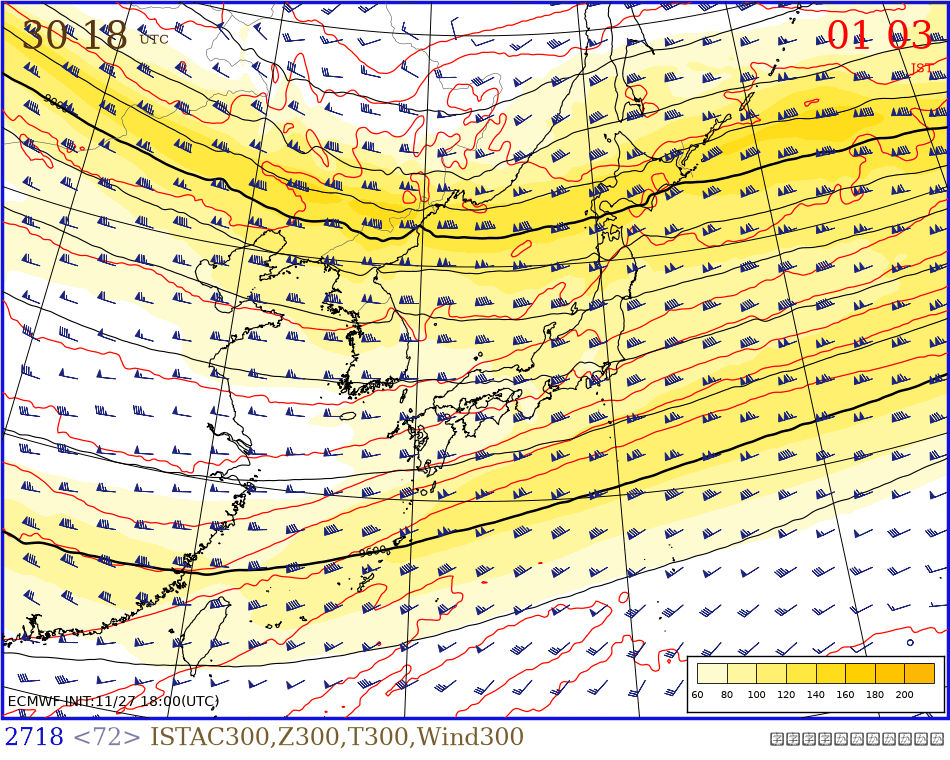 30 18 UTC
01 03
JST
9000
9600
60 80 100 120 140 160 180 200
ECMWF INIT:11/27 18:00(UTC)
2718 <72> ISTAC300,Z300,T300,Wind300